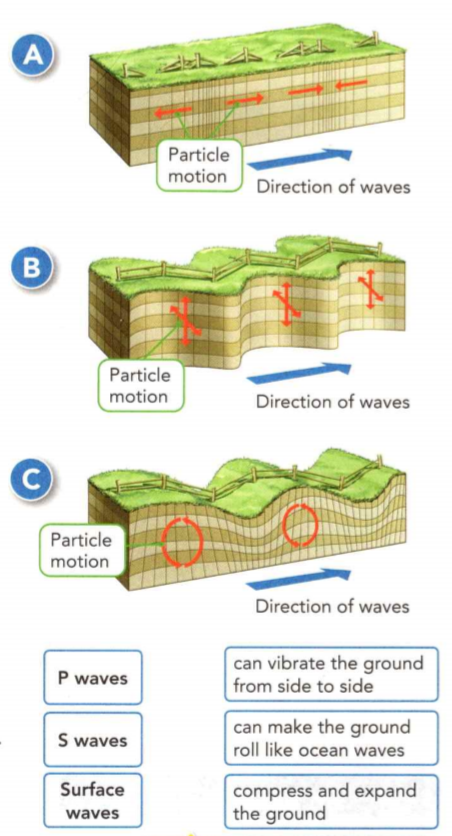 A
Particle
motion
Direction of waves
B
Particle
motion
Direction of waves
C
Particle
motion
Direction of waves
P waves
can vibrate the ground
from side to side
S waves
can make the ground
roll like ocean waves
Surface
waves
compress and expand
the ground